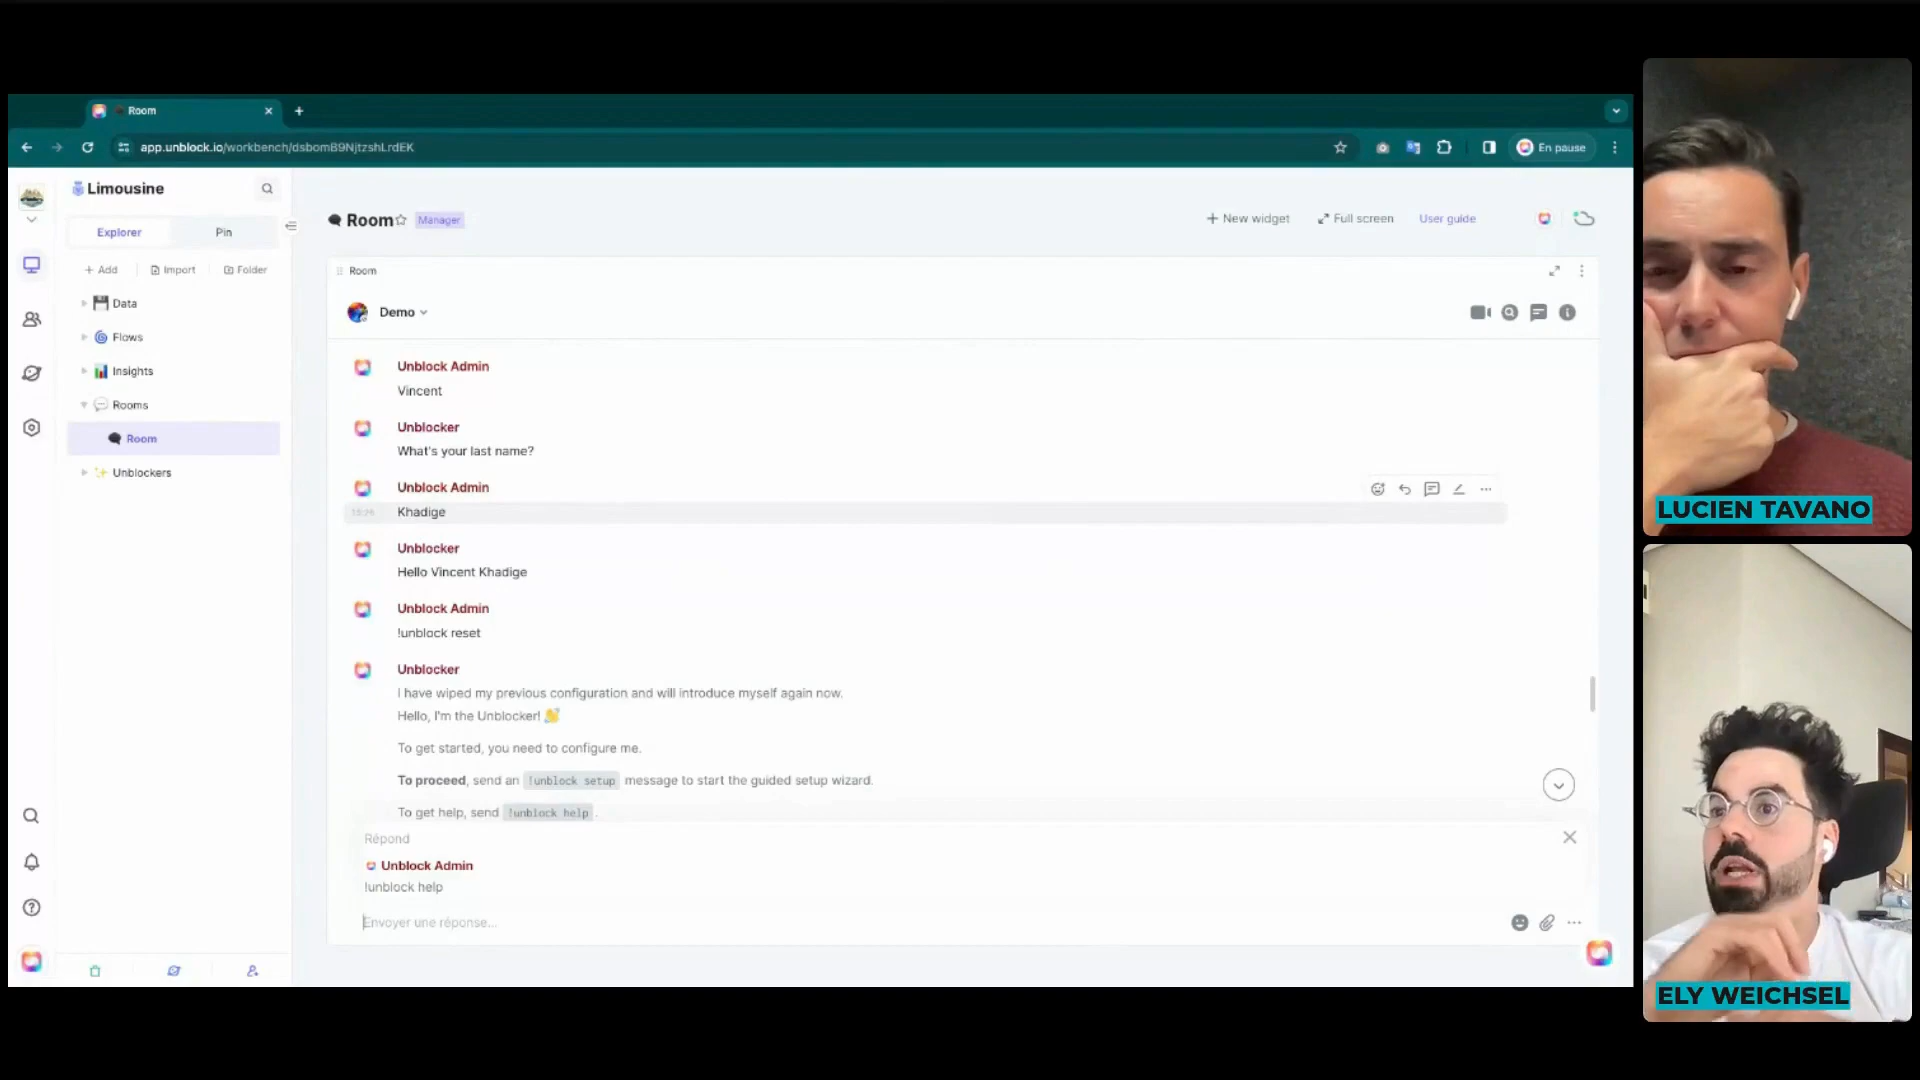 Room
app.unblock.io/workbench/dsbomB9NjtzshLrdEK
En pause
Limousine
Explorer
Pin
Add
Import
Folder
Data
Flows
Insights
Rooms
Room
Unblockers
Room
Manager
New widget
Full screen
User guide
Room
Demo
Unblock Admin
Vincent
Unblocker
What's your last name?
Unblock Admin
Khadige
Unblocker
Hello Vincent Khadige
Unblock Admin
!unblock reset
Unblocker
I have wiped my previous configuration and will introduce myself again now.
Hello, I'm the Unblocker! 👋
To get started, you need to configure me.
To proceed, send an !unblock setup message to start the guided setup wizard.
To get help, send !unblock help.
Répond
Unblock Admin
!unblock help
Envoyer une réponse...
LUCIEN TAVANO
ELY WEICHSEL